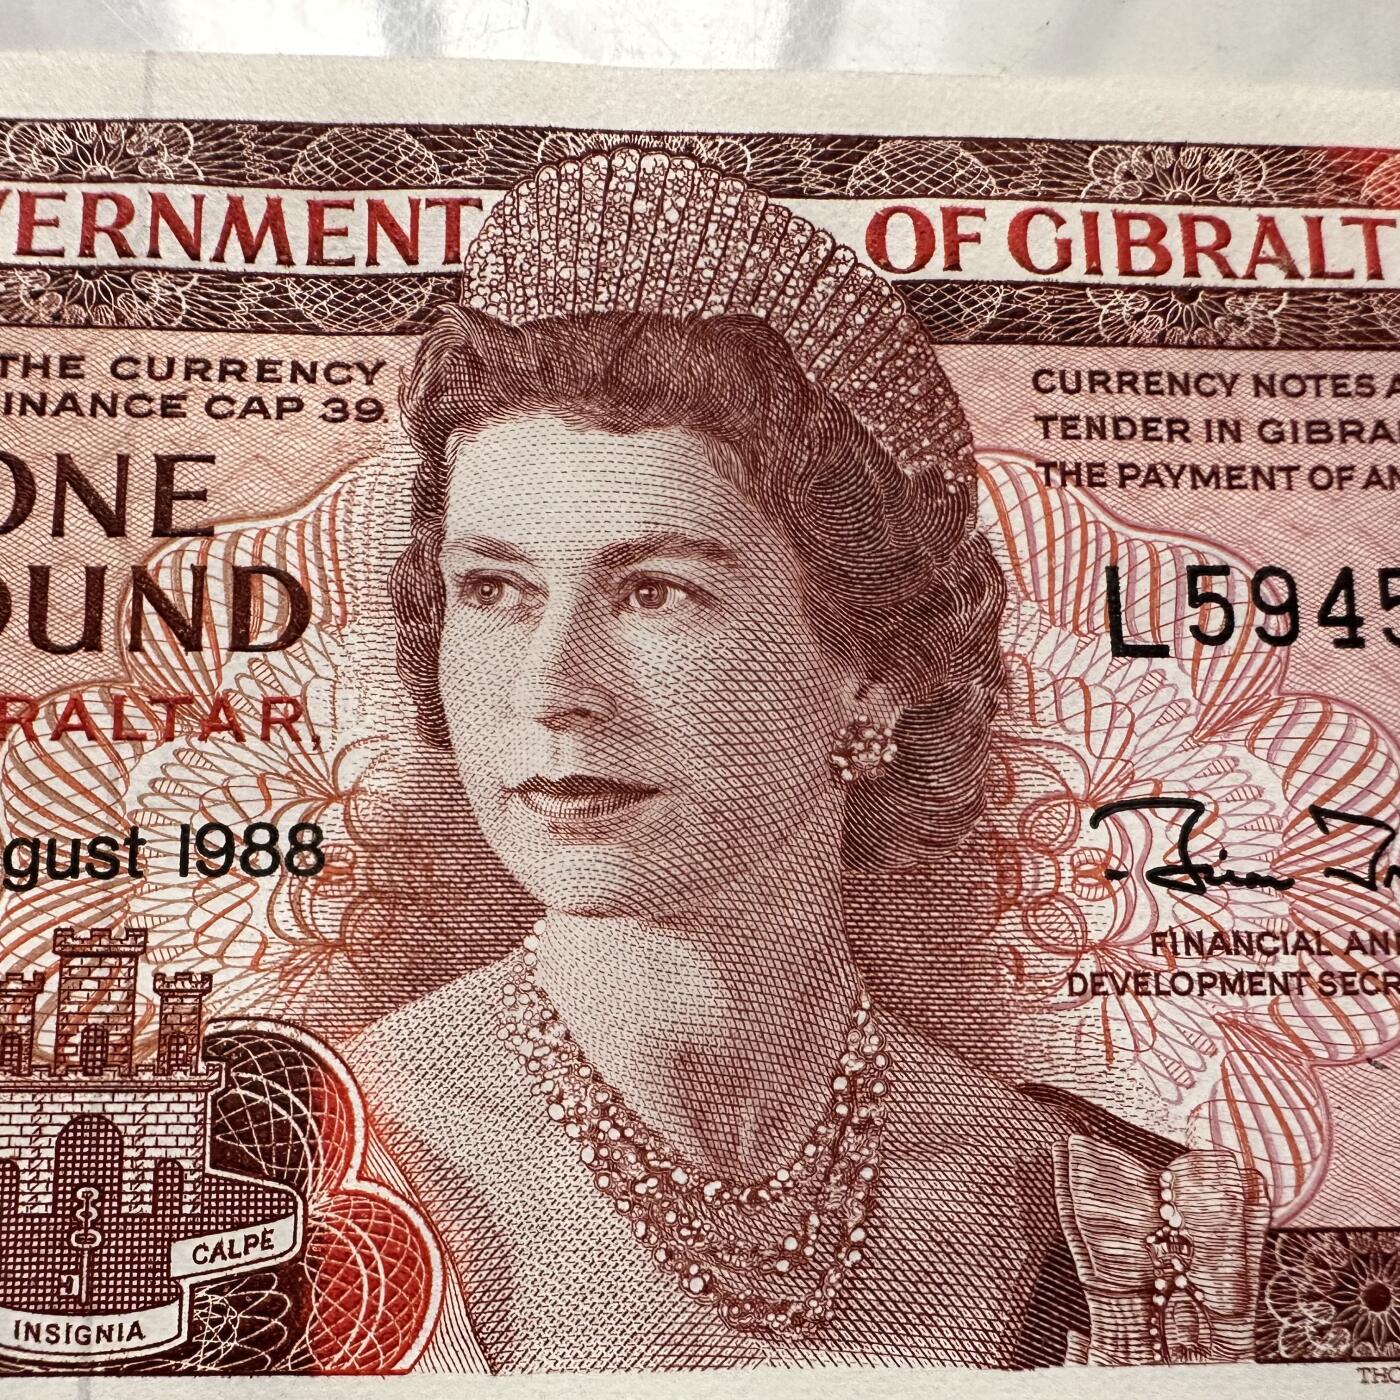 VERNMENT OF GIBRALT
THE CURRENCY
INANCE CAP 39.
ONE
OUND
RALTAR,
gust 1988
CURRENCY NOTES A
TENDER IN GIBRA
THE PAYMENT OF AN
L5945
FINANCIAL AN
DEVELOPMENT SECR
CALPE
INSIGNIA
THO